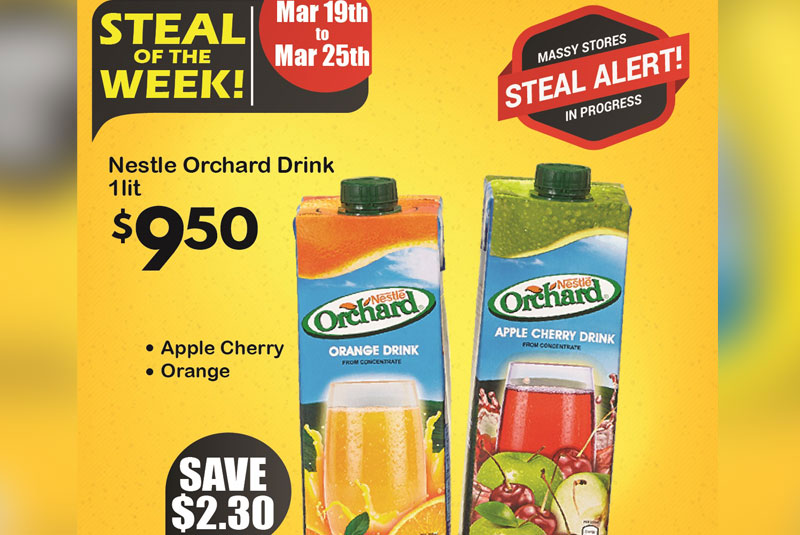 STEAL
OF THE
WEEK!
Mar 19th
to
Mar 25th
MASSY STORES
STEAL ALERT!
IN PROGRESS
Nestle Orchard Drink
1lit
$950
• Apple Cherry
• Orange
SAVE
$2.30
Nestlé
Orchard
ORANGE DRINK
FROM CONCENTRATE
Nestlé
Orchard
APPLE CHERRY DRINK
FROM CONCENTRATE